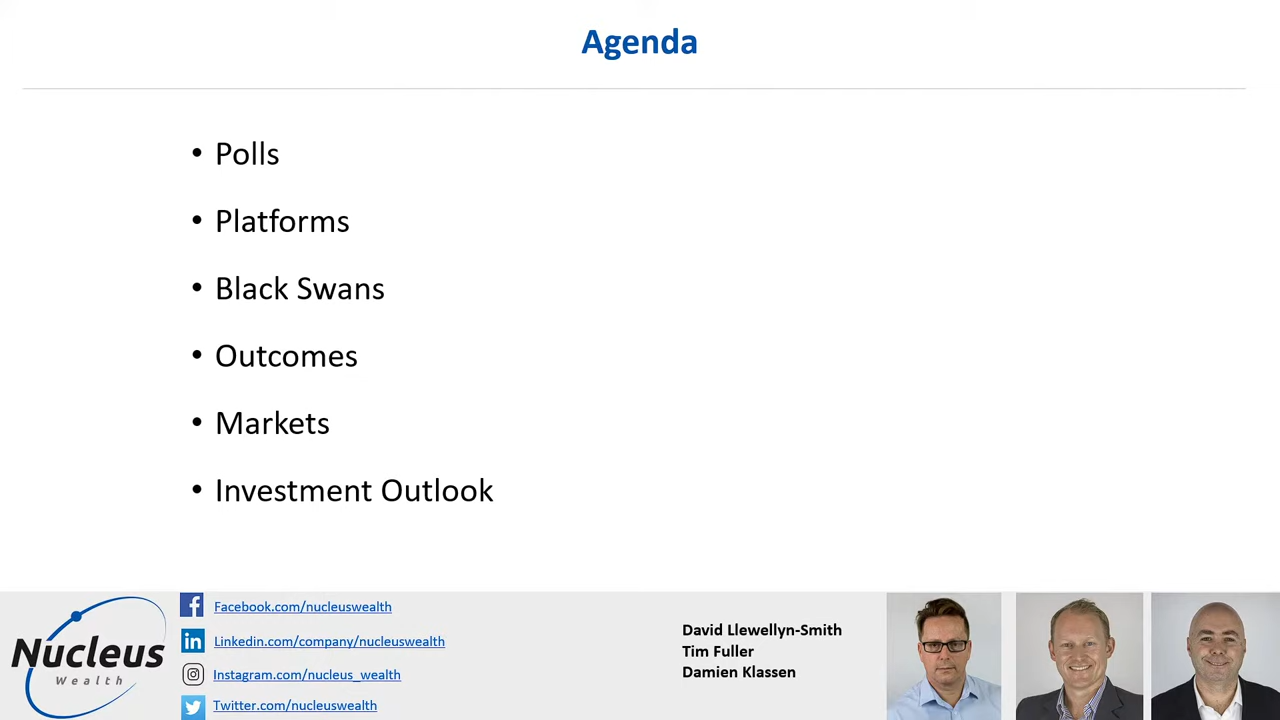 Agenda
• Polls
• Platforms
• Black Swans
• Outcomes
• Markets
• Investment Outlook
Nucleus
Wealth
Facebook.com/nucleuswealth
Linkedin.com/company/nucleuswealth
Instagram.com/nucleus_wealth
Twitter.com/nucleuswealth
David Llewellyn-Smith
Tim Fuller
Damien Klassen